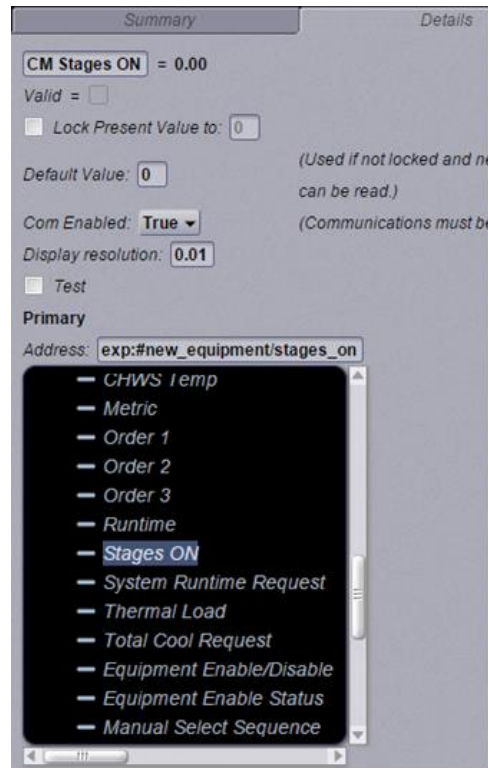 Summary Details
CM Stages ON = 0.00
Valid =
Lock Present Value to: 0
Default Value: 0
(Used if not locked and
can be read.)
Com Enabled: True
(Communications must
Display resolution: 0.01
Test
Primary
Address: exp:#new_equipment/stages_on
CHWS Temp
Metric
Order 1
Order 2
Order 3
Runtime
Stages ON
System Runtime Request
Thermal Load
Total Cool Request
Equipment Enable/Disable
Equipment Enable Status
Manual Select Sequence